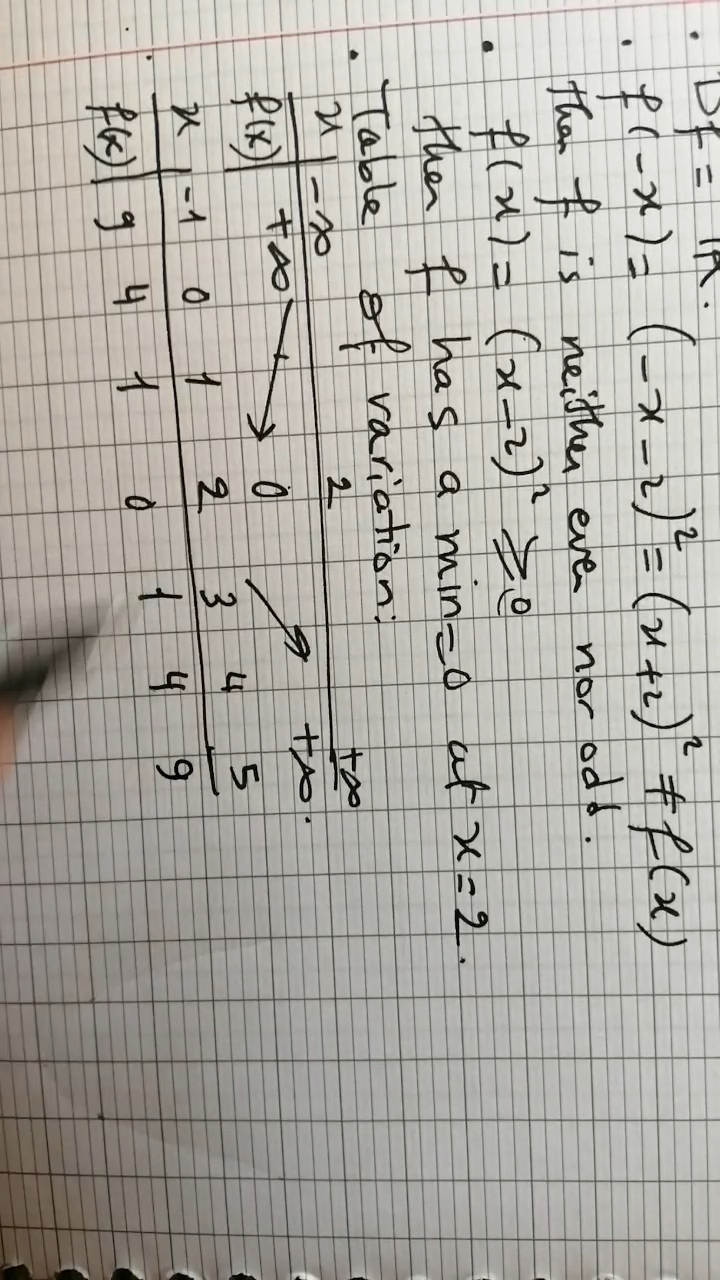 • Df = IR.
• f(-x) = (-x-2)² = (x+2)² ≠ f(x)
then f is neither even nor odd.
• f(x) = (x-2)² ≥ 0
then f has a min=0 at x=2.
• Table of variation:
x | -∞ 2 +∞
f(x) | +∞ ↘ 0 ↗ +∞.
x | -1 0 1 2 3 4 5
f(x) | 9 4 1 0 1 4 9